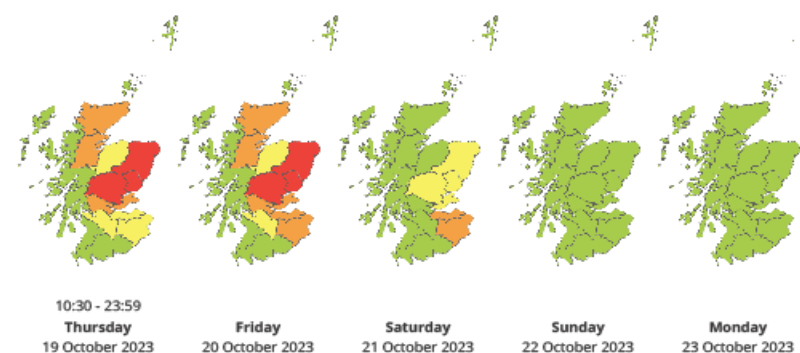 10:30 - 23:59
Thursday
19 October 2023
Friday
20 October 2023
Saturday
21 October 2023
Sunday
22 October 2023
Monday
23 October 2023